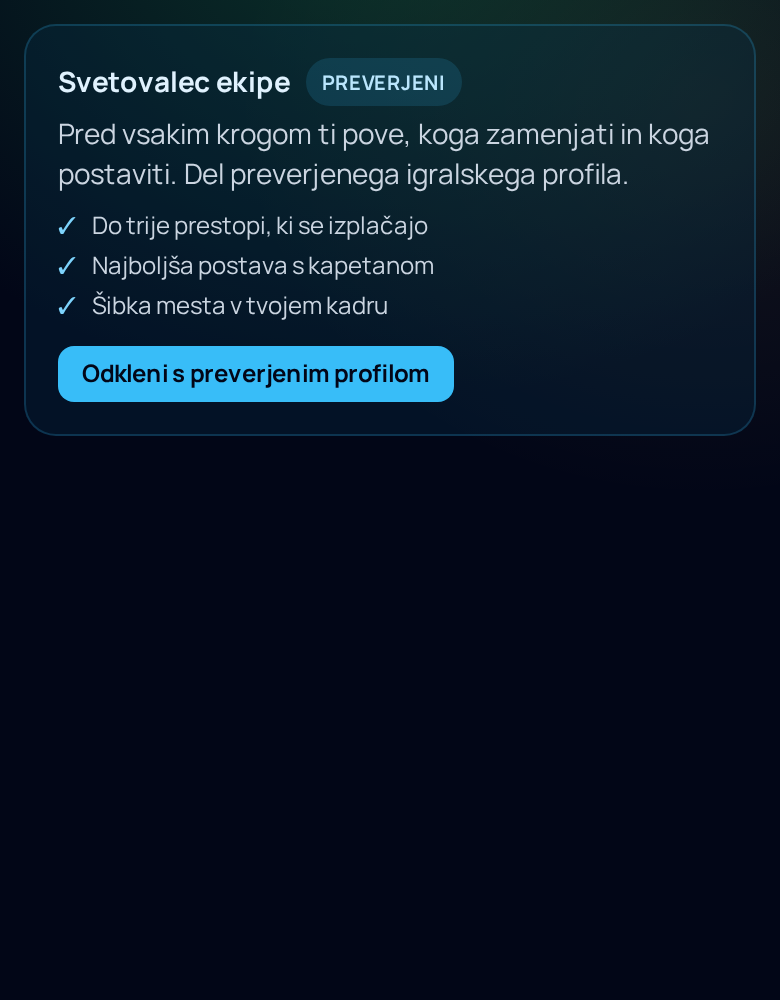 Svetovalec ekipe PREVERJENI
Pred vsakim krogom ti pove, koga zamenjati in koga
postaviti. Del preverjenega igralskega profila.
✓ Do trije prestopi, ki se izplačajo
✓ Najboljša postava s kapetanom
✓ Šibka mesta v tvojem kadru
Odkleni s preverjenim profilom